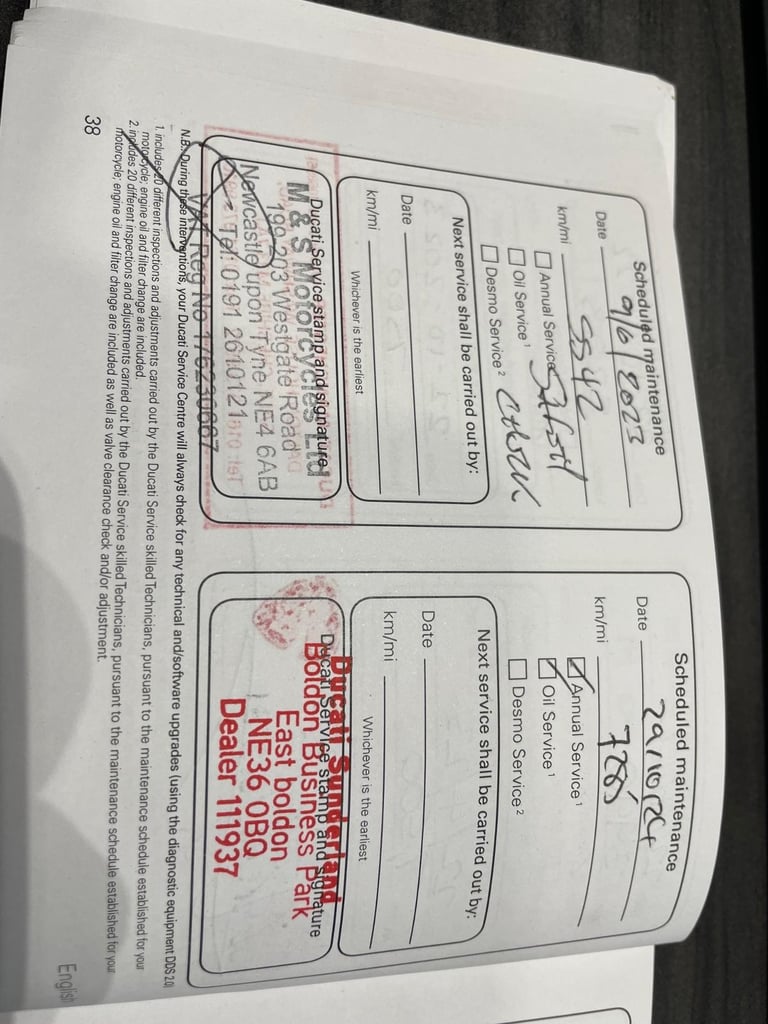 Scheduled maintenance
Date 9/6/2023
km/mi 5542
Annual Service Safety
Oil Service ¹ check
Desmo Service ²
Next service shall be carried out by:
Date
km/mi
Whichever is the earliest
Ducati Service stamp and signature
M & S Motorcycles Ltd
199-203 Westgate Road
Newcastle upon Tyne NE4 6AB
Tel: 0191 2610121
VAT Reg No 176230667
Scheduled maintenance
Date 29/10/24
km/mi 7285
Annual Service ¹
Oil Service ¹
Desmo Service ²
Next service shall be carried out by:
Date
km/mi
Whichever is the earliest
Ducati Service stamp and signature
Ducati Sunderland
Boldon Business Park
East boldon
NE36 0BQ
Dealer 111937
N.B. During these interventions, your Ducati Service Centre will always check for any technical and/software upgrades (using the diagnostic equipment DDS 2.0)
1. includes 20 different inspections and adjustments carried out by the Ducati Service skilled Technicians, pursuant to the maintenance schedule established for your
motorcycle; engine oil and filter change are included.
2. includes 20 different inspections and adjustments carried out by the Ducati Service skilled Technicians, pursuant to the maintenance schedule established for your
motorcycle; engine oil and filter change are included as well as valve clearance check and/or adjustment.
38
English